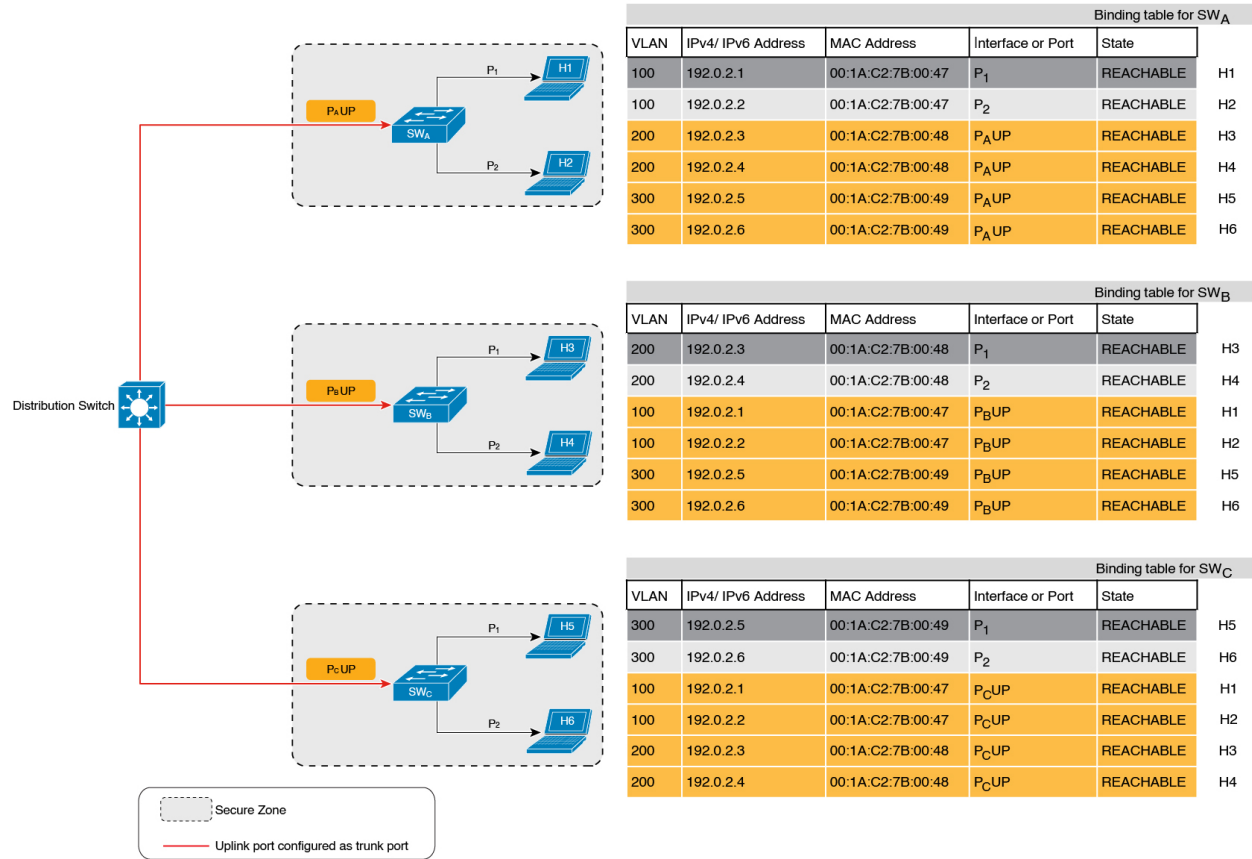 Binding table for SWA
VLAN IPv4/ IPv6 Address MAC Address Interface or Port State
100 192.0.2.1 00:1A:C2:7B:00:47 P1 REACHABLE H1
100 192.0.2.2 00:1A:C2:7B:00:47 P2 REACHABLE H2
200 192.0.2.3 00:1A:C2:7B:00:48 PAUP REACHABLE H3
200 192.0.2.4 00:1A:C2:7B:00:48 PAUP REACHABLE H4
300 192.0.2.5 00:1A:C2:7B:00:49 PAUP REACHABLE H5
300 192.0.2.6 00:1A:C2:7B:00:49 PAUP REACHABLE H6
PAUP
SWA
P1
H1
P2
H2
Binding table for SWB
VLAN IPv4/ IPv6 Address MAC Address Interface or Port State
200 192.0.2.3 00:1A:C2:7B:00:48 P1 REACHABLE H3
200 192.0.2.4 00:1A:C2:7B:00:48 P2 REACHABLE H4
100 192.0.2.1 00:1A:C2:7B:00:47 PBUP REACHABLE H1
100 192.0.2.2 00:1A:C2:7B:00:47 PBUP REACHABLE H2
300 192.0.2.5 00:1A:C2:7B:00:49 PBUP REACHABLE H5
300 192.0.2.6 00:1A:C2:7B:00:49 PBUP REACHABLE H6
Distribution Switch
PBUP
SWB
P1
H3
P2
H4
Binding table for SWC
VLAN IPv4/ IPv6 Address MAC Address Interface or Port State
300 192.0.2.5 00:1A:C2:7B:00:49 P1 REACHABLE H5
300 192.0.2.6 00:1A:C2:7B:00:49 P2 REACHABLE H6
100 192.0.2.1 00:1A:C2:7B:00:47 PCUP REACHABLE H1
100 192.0.2.2 00:1A:C2:7B:00:47 PCUP REACHABLE H2
200 192.0.2.3 00:1A:C2:7B:00:48 PCUP REACHABLE H3
200 192.0.2.4 00:1A:C2:7B:00:48 PCUP REACHABLE H4
PCUP
SWC
P1
H5
P2
H6
Secure Zone
Uplink port configured as trunk port